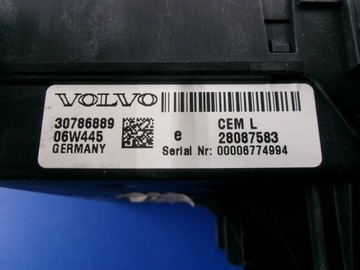 VOLVO
30786889
06W445
GERMANY
e
CEM L
28087583
Serial Nr: 00006774994